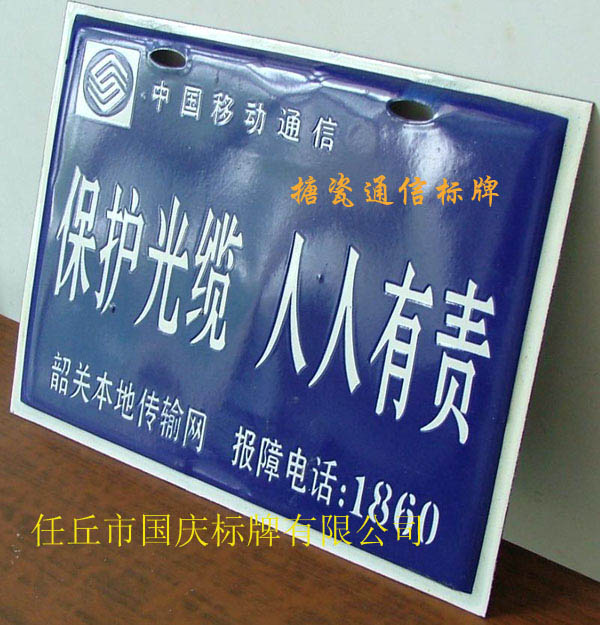 中国移动通信
搪瓷通信标牌
保护光缆 人人有责
韶关本地传输网 报障电话:1860
任丘市国庆标牌有限公司